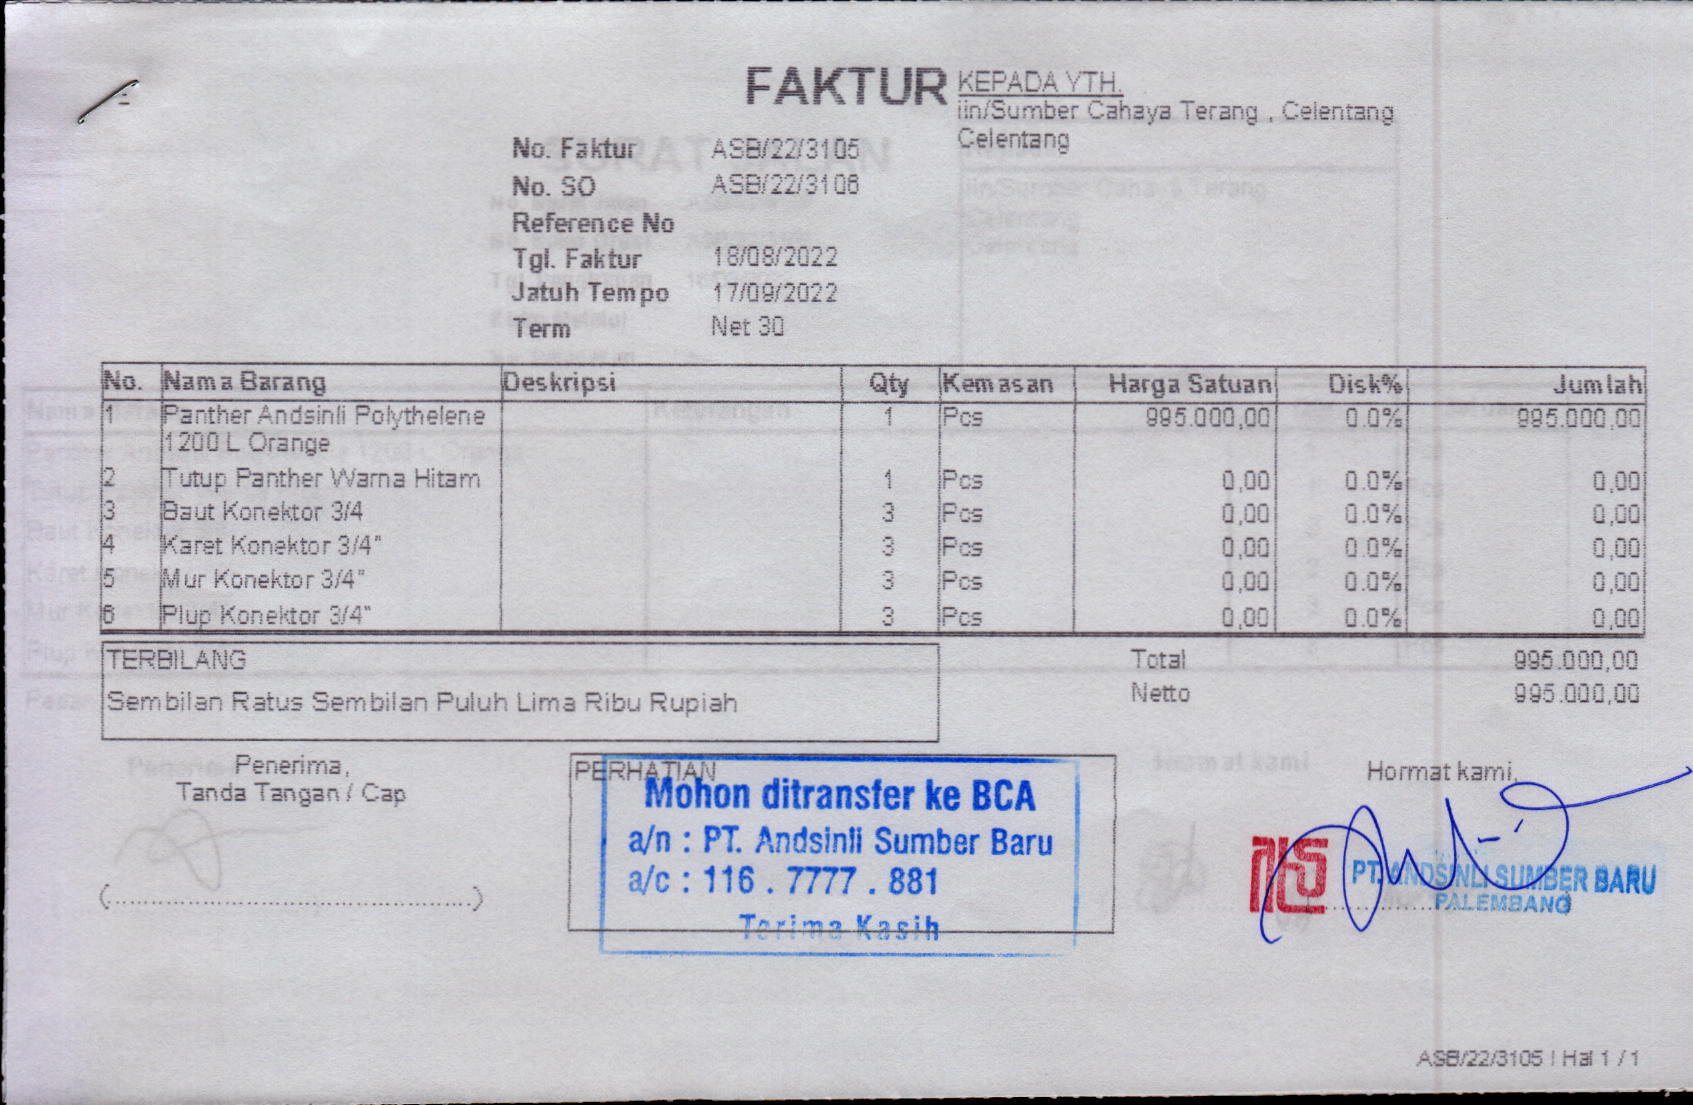 FAKTUR
KEPADA YTH.
iin/Sumber Cahaya Terang , Celentang
Celentang
No. Faktur ASB/22/3105
No. SO ASB/22/3106
Reference No
Tgl. Faktur 18/08/2022
Jatuh Tempo 17/09/2022
Term Net 30
No. Nama Barang Deskripsi Qty Kemasan Harga Satuan Disk% Jumlah
1 Panther Andsinli Polythelene 1 Pcs 995.000,00 0.0% 995.000,00
1200 L Orange
2 Tutup Panther Warna Hitam 1 Pcs 0,00 0.0% 0,00
3 Baut Konektor 3/4 3 Pcs 0,00 0.0% 0,00
4 Karet Konektor 3/4" 3 Pcs 0,00 0.0% 0,00
5 Mur Konektor 3/4" 3 Pcs 0,00 0.0% 0,00
6 Plup Konektor 3/4" 3 Pcs 0,00 0.0% 0,00
TERBILANG
Sembilan Ratus Sembilan Puluh Lima Ribu Rupiah
Total 995.000,00
Netto 995.000,00
Penerima,
Tanda Tangan / Cap
(..........)
PERHATIAN
Mohon ditransfer ke BCA
a/n : PT. Andsinli Sumber Baru
a/c : 116 . 7777 . 881
Terima Kasih
Hormat kami,
PT. ANDSINLI SUMBER BARU
PALEMBANG
ASB/22/3105 | Hal 1 / 1